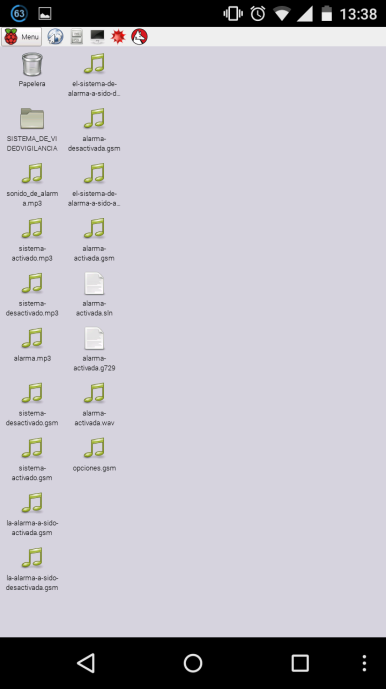 63
13:38
Menu
Papelera
el-sistema-de-
alarma-a-sido-d..
SISTEMA_DE_VI
DEOVIGILANCIA
alarma-
desactivada.gsm
sonido_de_alarm
a.mp3
el-sistema-de-
alarma-a-sido-a..
sistema-
activado.mp3
alarma-
activada.gsm
sistema-
desactivado.mp3
alarma-
activada.sln
alarma.mp3
alarma-
activada.g729
sistema-
desactivado.gsm
alarma-
activada.wav
sistema-
activado.gsm
opciones.gsm
la-alarma-a-sido-
activada.gsm
la-alarma-a-sido-
desactivada.gsm